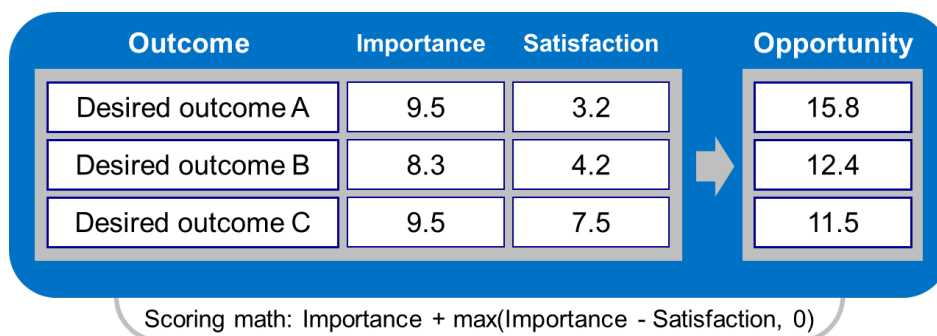 Outcome Importance Satisfaction Opportunity
Desired outcome A 9.5 3.2 15.8
Desired outcome B 8.3 4.2 12.4
Desired outcome C 9.5 7.5 11.5
Scoring math: Importance + max(Importance - Satisfaction, 0)